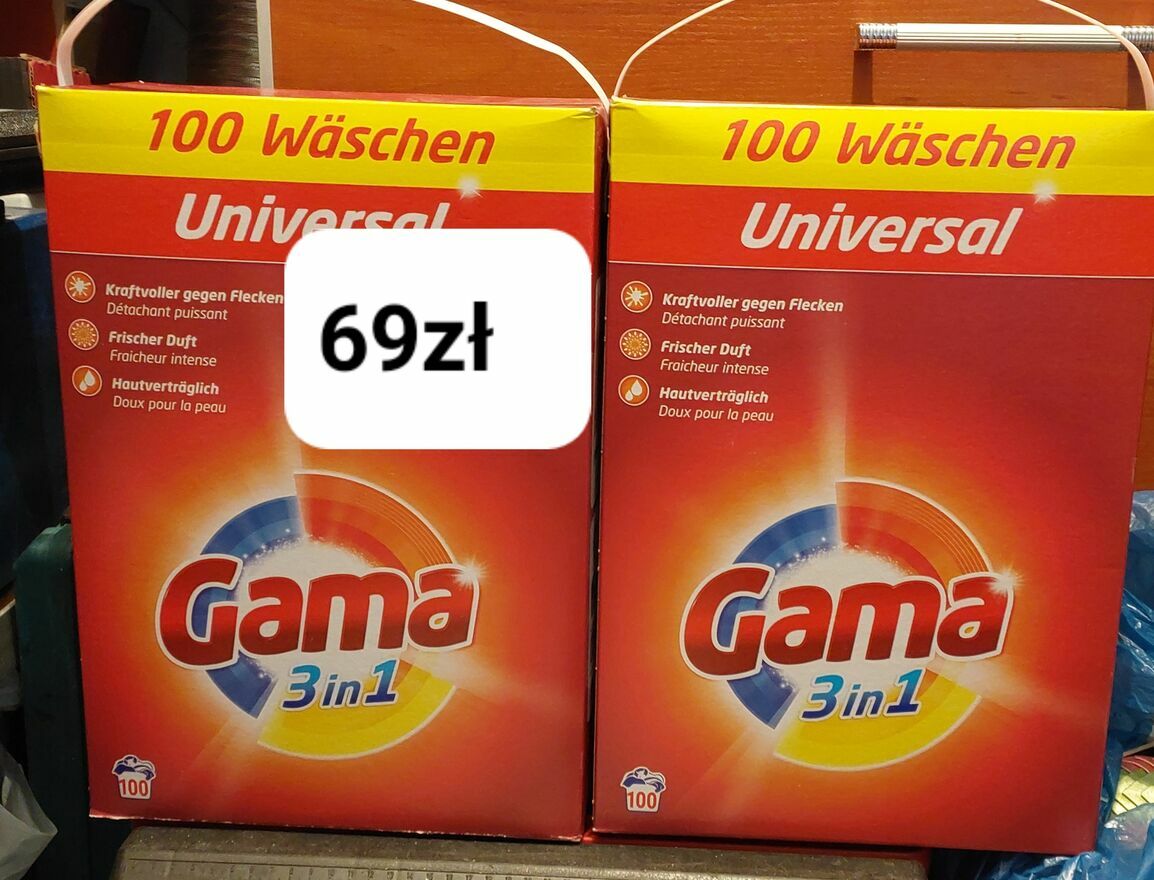 100 Wäschen
Universal
Kraftvoller gegen Flecken
Détachant puissant
Frischer Duft
Fraicheur intense
Hautverträglich
Doux pour la peau
69zł
Gama
3in1
100
100 Wäschen
Universal
Kraftvoller gegen Flecken
Détachant puissant
Frischer Duft
Fraicheur intense
Hautverträglich
Doux pour la peau
Gama
3in1
100